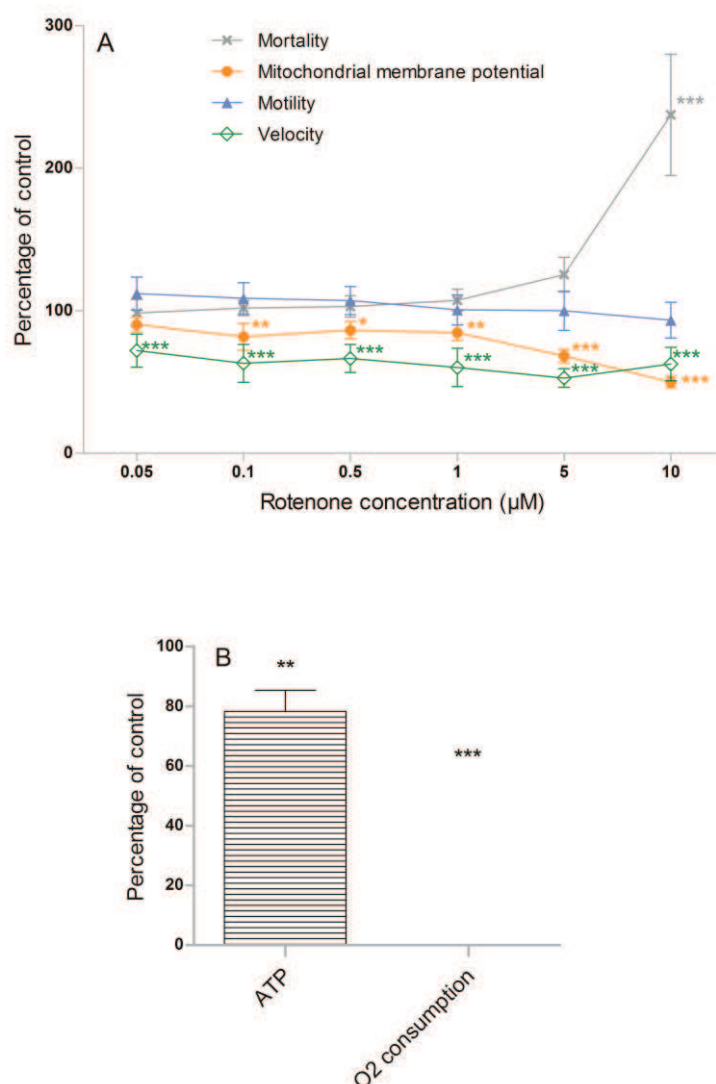 300
A
Mortality
Mitochondrial membrane potential
Motility
Velocity
***
200
Percentage of control
100
**
*
**
***
***
***
***
***
***
***
***
0
0.05 0.1 0.5 1 5 10
Rotenone concentration (µM)
100
B
**
80
***
60
Percentage of control
40
20
0
ATP
O2 consumption